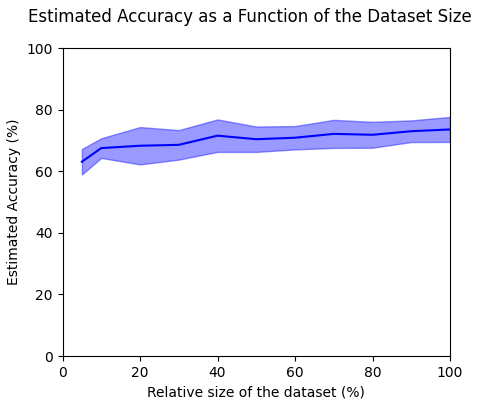 Estimated Accuracy as a Function of the Dataset Size
100
80
60
40
20
0
Estimated Accuracy (%)
0 20 40 60 80 100
Relative size of the dataset (%)